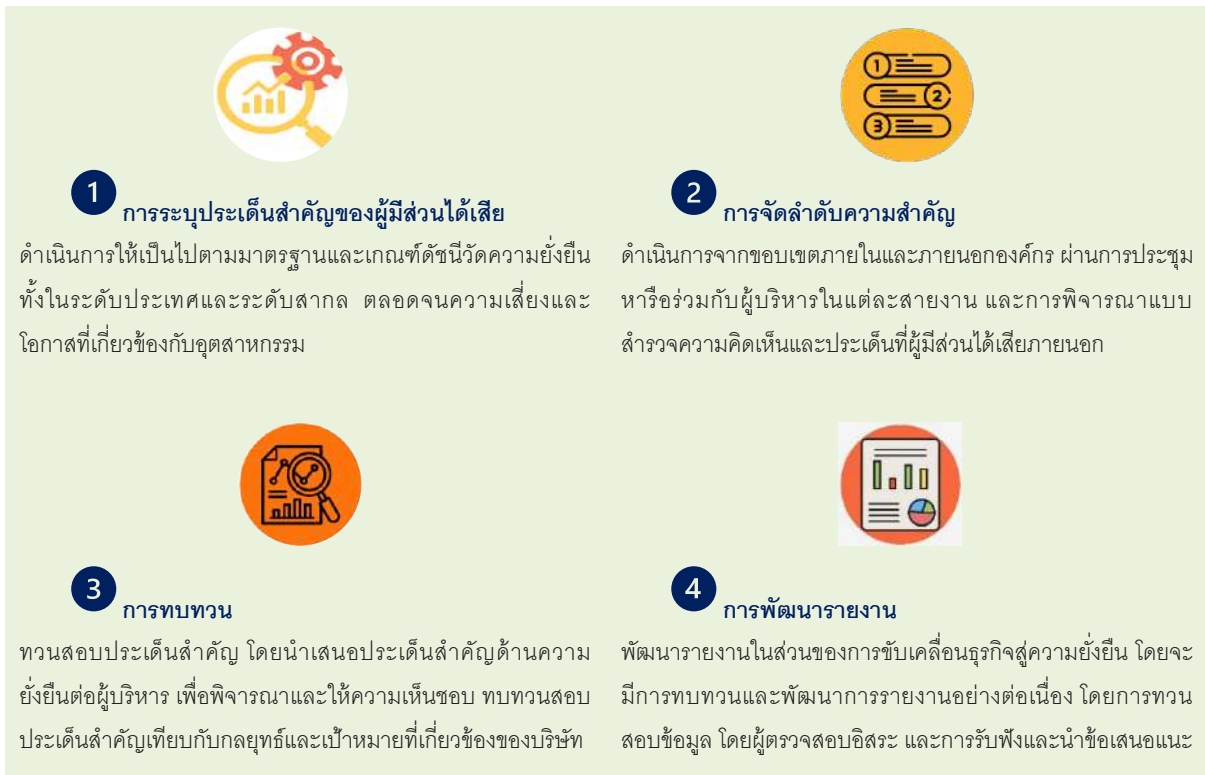 1 การระบุประเด็นสำคัญของผู้มีส่วนได้เสีย
ดำเนินการให้เป็นไปตามมาตรฐานและเกณฑ์ดัชนีวัดความยั่งยืน
ทั้งในระดับประเทศและระดับสากล ตลอดจนความเสี่ยงและ
โอกาสที่เกี่ยวข้องกับอุตสาหกรรม
1
2
3
2 การจัดลำดับความสำคัญ
ดำเนินการจากขอบเขตภายในและภายนอกองค์กร ผ่านการประชุม
หารือร่วมกับผู้บริหารในแต่ละสายงาน และการพิจารณาแบบ
สำรวจความคิดเห็นและประเด็นที่ผู้มีส่วนได้เสียภายนอก
3 การทบทวน
ทวนสอบประเด็นสำคัญ โดยนำเสนอประเด็นสำคัญด้านความ
ยั่งยืนต่อผู้บริหาร เพื่อพิจารณาและให้ความเห็นชอบ ทบทวนสอบ
ประเด็นสำคัญเทียบกับกลยุทธ์และเป้าหมายที่เกี่ยวข้องของบริษัท
4 การพัฒนารายงาน
พัฒนารายงานในส่วนของการขับเคลื่อนธุรกิจสู่ความยั่งยืน โดยจะ
มีการทบทวนและพัฒนาการรายงานอย่างต่อเนื่อง โดยการทวน
สอบข้อมูล โดยผู้ตรวจสอบอิสระ และการรับฟังและนำข้อเสนอแนะ